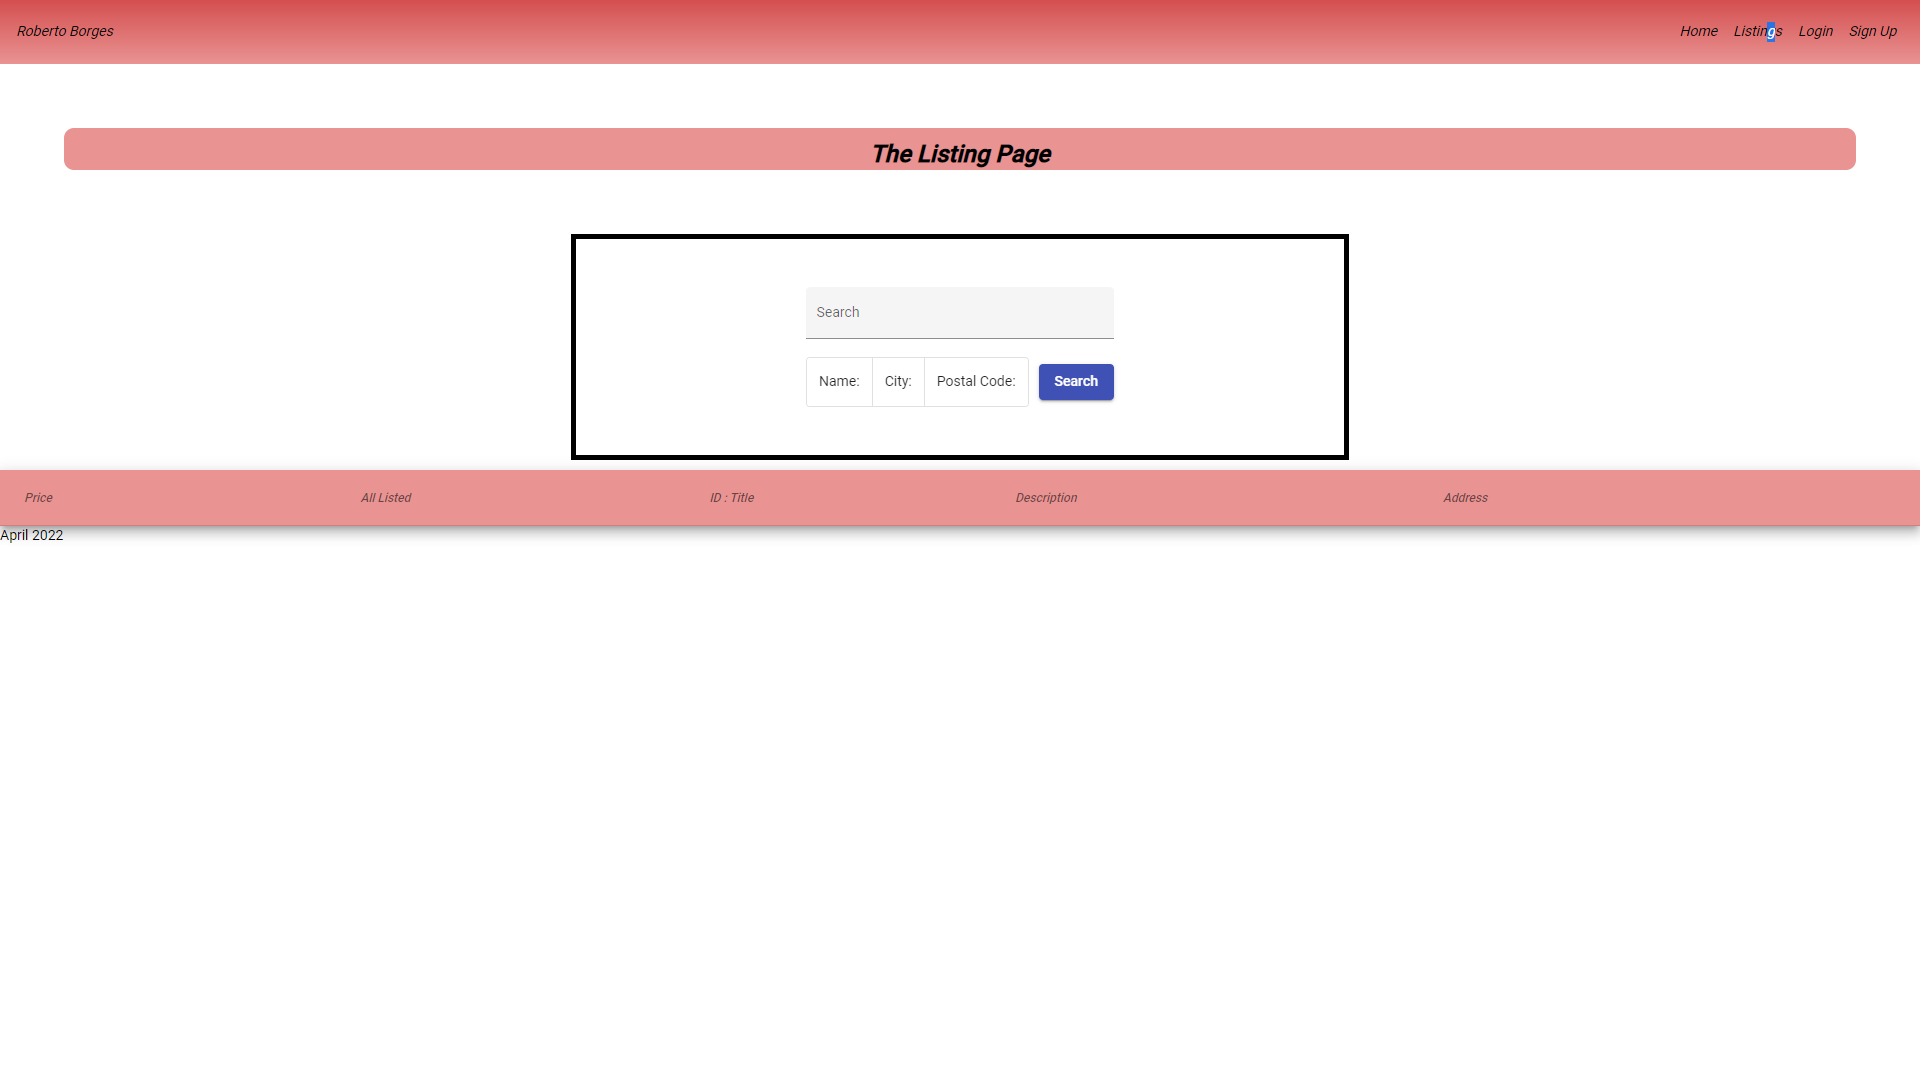 Roberto Borges
Home Listings Login Sign Up
The Listing Page
Search
Name: City: Postal Code: Search
Price All Listed ID : Title Description Address
April 2022